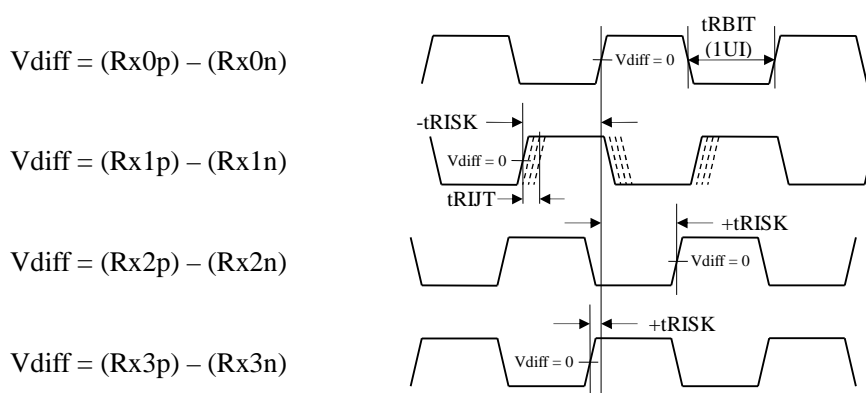 Vdiff = (Rx0p) – (Rx0n)
tRBIT
(1UI)
Vdiff = 0
Vdiff = (Rx1p) – (Rx1n)
-tRISK
Vdiff = 0
tRIJT
Vdiff = (Rx2p) – (Rx2n)
+tRISK
Vdiff = 0
Vdiff = (Rx3p) – (Rx3n)
+tRISK
Vdiff = 0